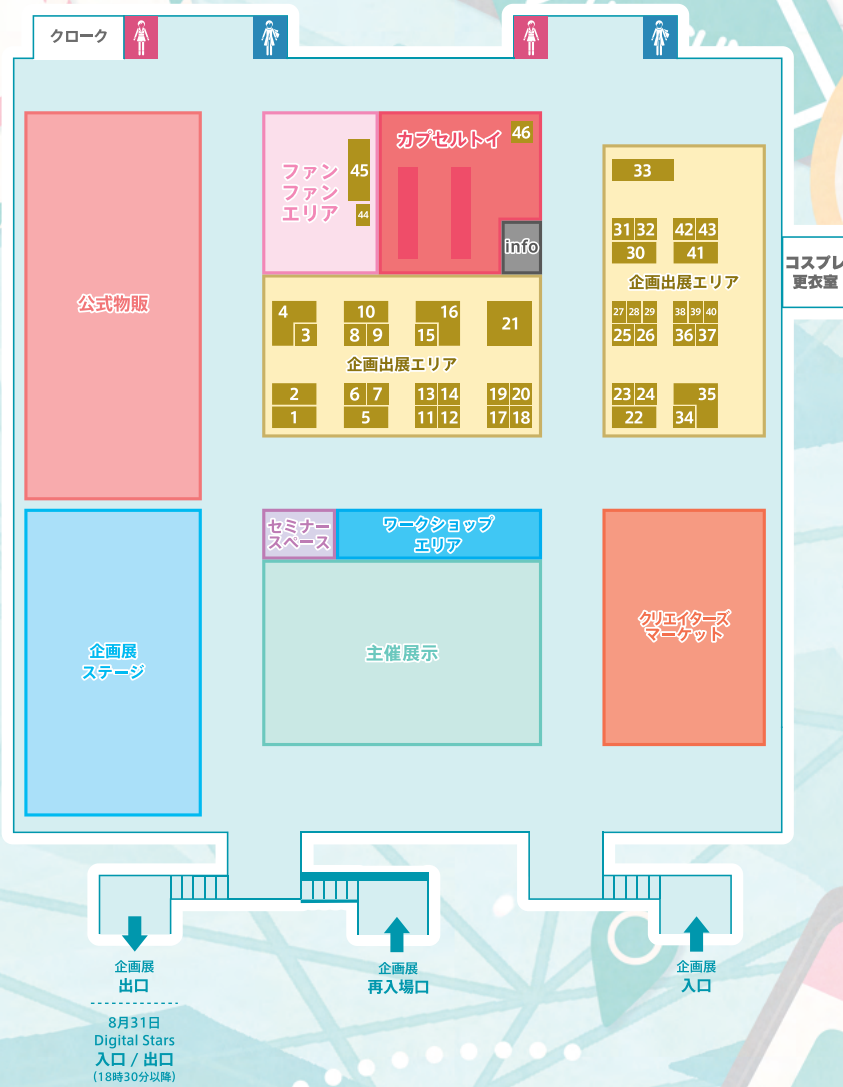 クローク
カプセルトイ
46
ファン
ファン
エリア
45
44
info
33
31 32
30
42 43
41
コスプレ
更衣室
企画出展エリア
公式物販
4
3
10
8 9
16
15
21
27 28 29
25 26
38 39 40
36 37
企画出展エリア
2
1
6 7
5
13 14
11 12
19 20
17 18
23 24
22
35
34
セミナー
スペース
ワークショップ
エリア
企画展
ステージ
主催展示
クリエイターズ
マーケット
企画展
出口
8月31日
Digital Stars
入口 / 出口
(18時30分以降)
企画展
再入場口
企画展
入口